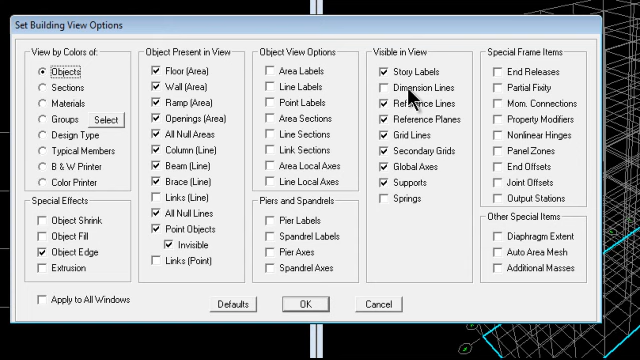 Set Building View Options
View by Colors of:
Objects
Sections
Materials
Groups
Select
Design Type
Typical Members
B & W Printer
Color Printer
Special Effects
Object Shrink
Object Fill
Object Edge
Extrusion
Apply to All Windows
Object Present in View
Floor (Area)
Wall (Area)
Ramp (Area)
Openings (Area)
All Null Areas
Column (Line)
Beam (Line)
Brace (Line)
Links (Line)
All Null Lines
Point Objects
Invisible
Links (Point)
Object View Options
Area Labels
Line Labels
Point Labels
Area Sections
Line Sections
Link Sections
Area Local Axes
Line Local Axes
Piers and Spandrels
Pier Labels
Spandrel Labels
Pier Axes
Spandrel Axes
Visible in View
Story Labels
Dimension Lines
Reference Lines
Reference Planes
Grid Lines
Secondary Grids
Global Axes
Supports
Springs
Special Frame Items
End Releases
Partial Fixity
Mom. Connections
Property Modifiers
Nonlinear Hinges
Panel Zones
End Offsets
Joint Offsets
Output Stations
Other Special Items
Diaphragm Extent
Auto Area Mesh
Additional Masses
Defaults
OK
Cancel